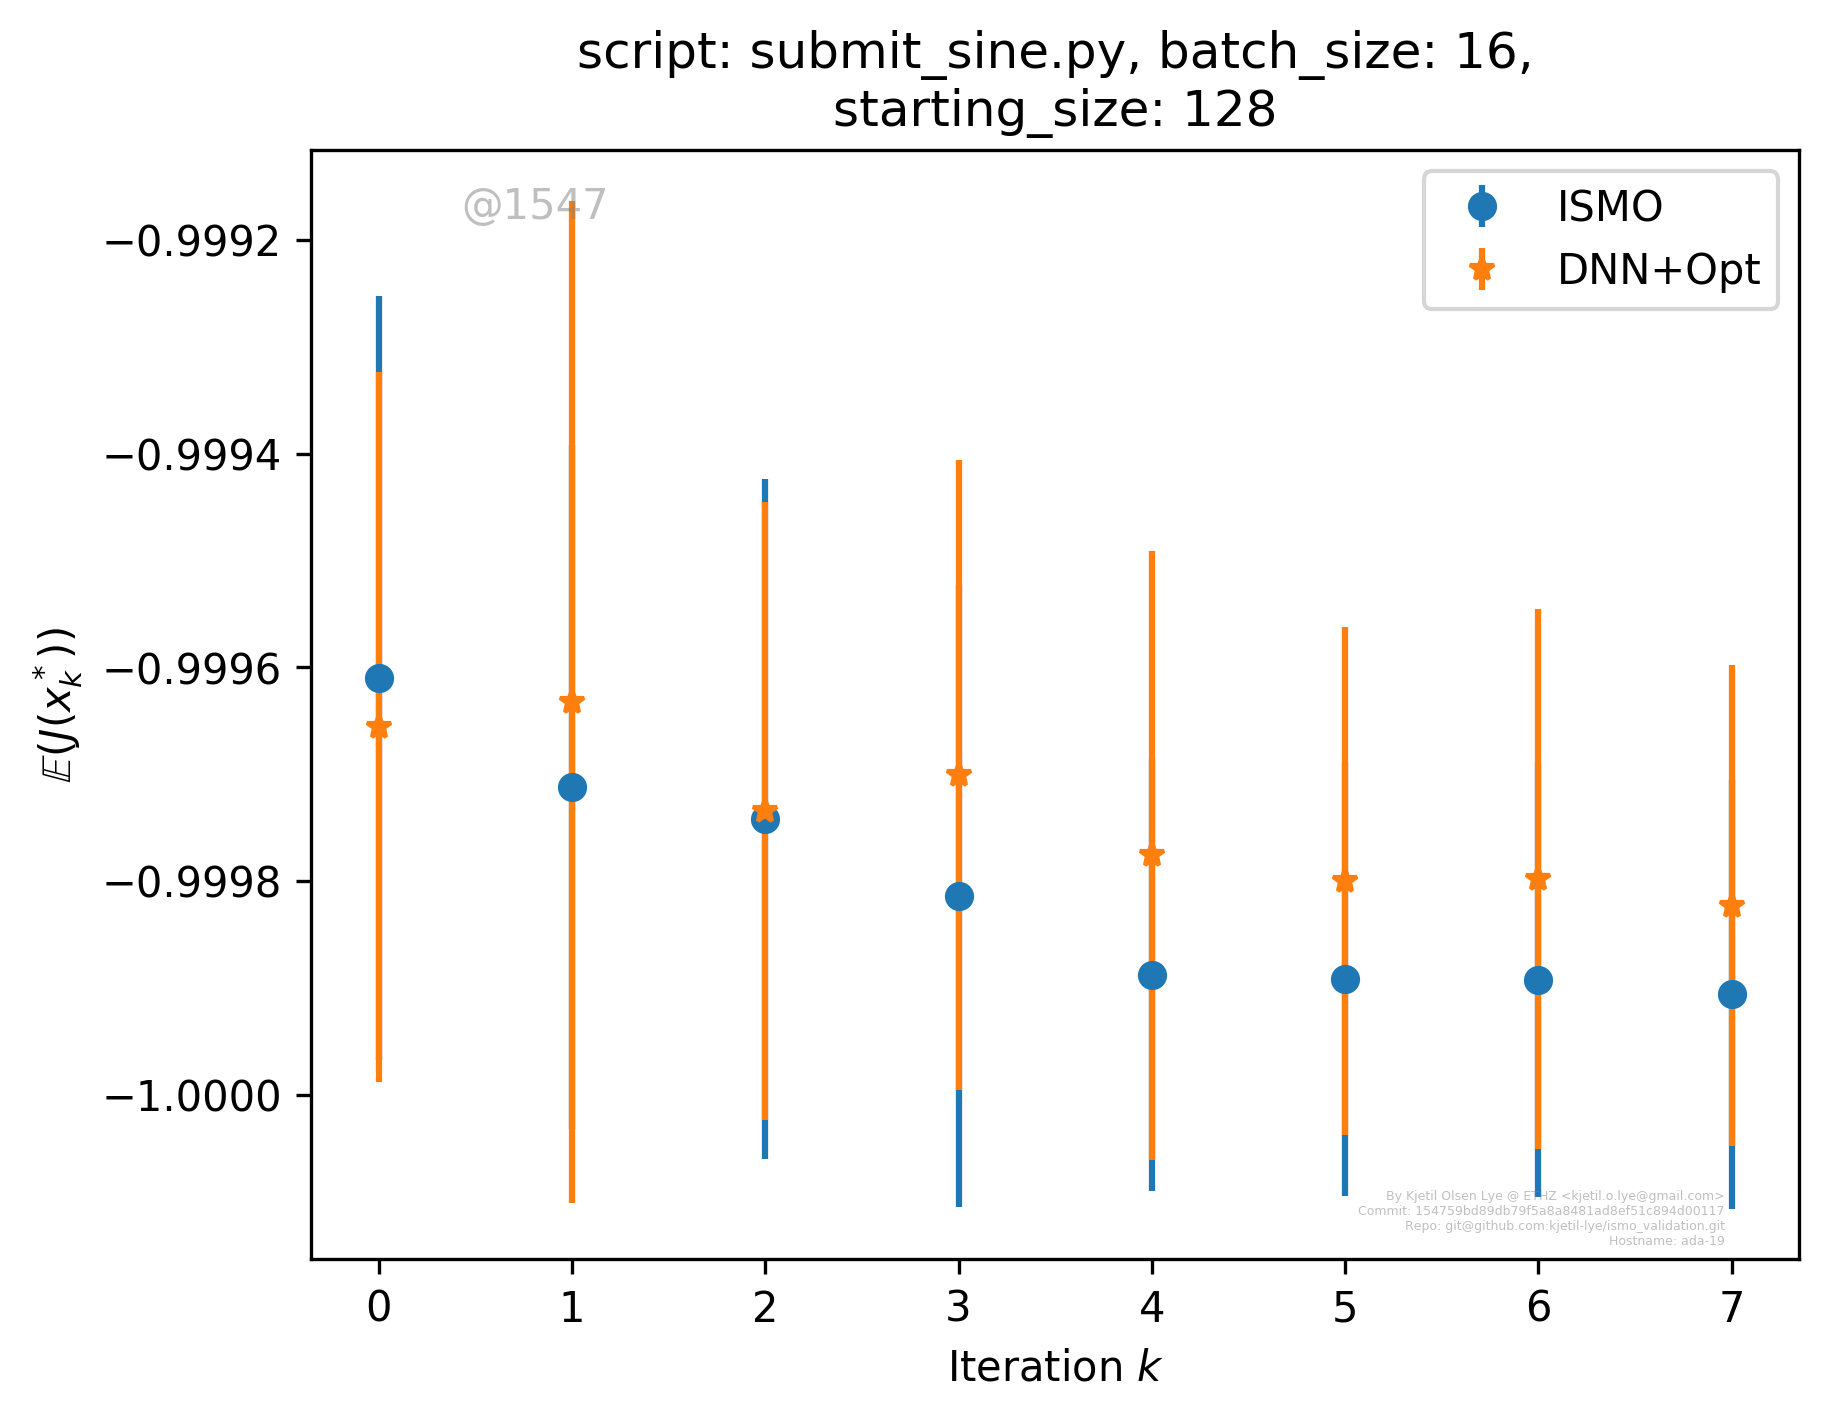 script: submit_sine.py, batch_size: 16,
starting_size: 128
@1547
ISMO
DNN+Opt
−0.9992
−0.9994
−0.9996
−0.9998
−1.0000
𝔼(J(x*k))
By Kjetil Olsen Lye @ ETHZ <kjetil.o.lye@gmail.com>
Commit: 154759bd89db79f5a8a8481ad8ef51c894d00117
Repo: git@github.com:kjetil-lye/ismo_validation.git
Hostname: ada-19
0 1 2 3 4 5 6 7
Iteration k